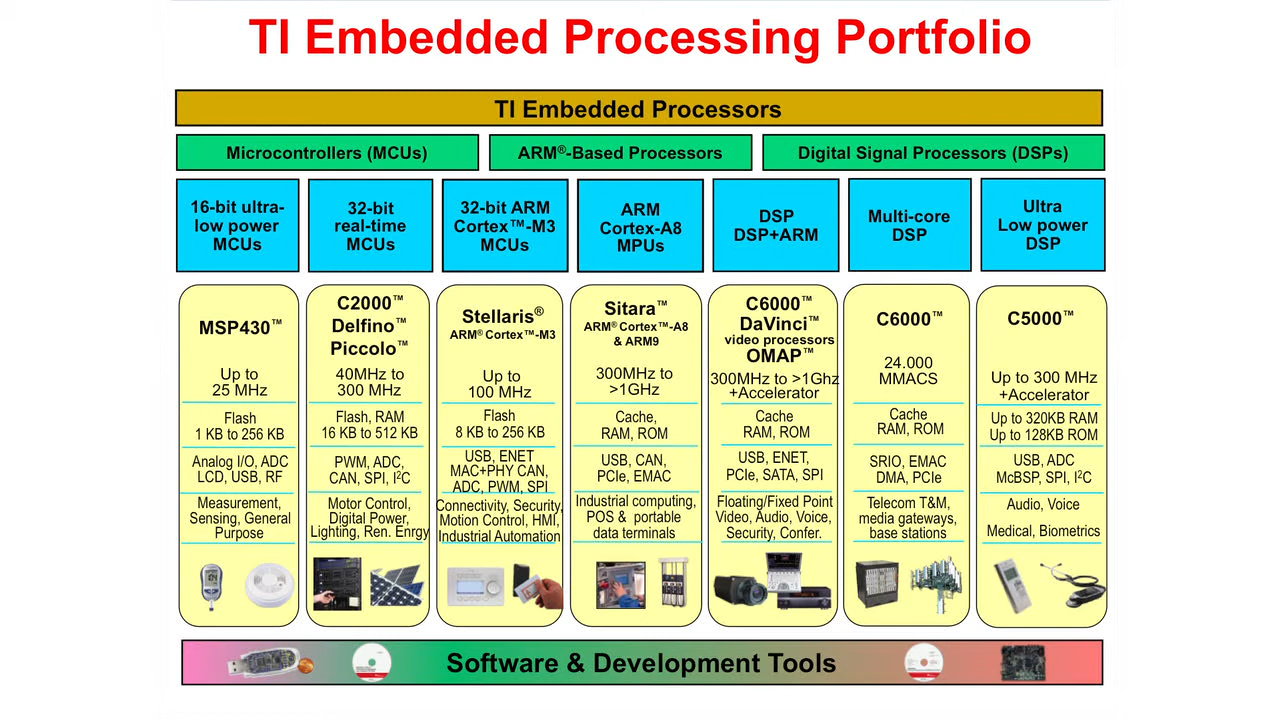 TI Embedded Processing Portfolio
TI Embedded Processors
Microcontrollers (MCUs)
ARM®-Based Processors
Digital Signal Processors (DSPs)
16-bit ultra-
low power
MCUs
32-bit
real-time
MCUs
32-bit ARM
Cortex™-M3
MCUs
ARM
Cortex-A8
MPUs
DSP
DSP+ARM
Multi-core
DSP
Ultra
Low power
DSP
MSP430™
Up to
25 MHz
Flash
1 KB to 256 KB
Analog I/O, ADC
LCD, USB, RF
Measurement,
Sensing, General
Purpose
C2000™
Delfino™
Piccolo™
40MHz to
300 MHz
Flash, RAM
16 KB to 512 KB
PWM, ADC,
CAN, SPI, I²C
Motor Control,
Digital Power,
Lighting, Ren. Enrgy
Stellaris®
ARM® Cortex™-M3
Up to
100 MHz
Flash
8 KB to 256 KB
USB, ENET
MAC+PHY CAN,
ADC, PWM, SPI
Connectivity, Security,
Motion Control, HMI,
Industrial Automation
Sitara™
ARM® Cortex™-A8
& ARM9
300MHz to
>1GHz
Cache,
RAM, ROM
USB, CAN,
PCIe, EMAC
Industrial computing,
POS & portable
data terminals
C6000™
DaVinci™
video processors
OMAP™
300MHz to >1Ghz
+Accelerator
Cache
RAM, ROM
USB, ENET,
PCIe, SATA, SPI
Floating/Fixed Point
Video, Audio, Voice,
Security, Confer.
C6000™
24.000
MMACS
Cache
RAM, ROM
SRIO, EMAC
DMA, PCIe
Telecom T&M,
media gateways,
base stations
C5000™
Up to 300 MHz
+Accelerator
Up to 320KB RAM
Up to 128KB ROM
USB, ADC
McBSP, SPI, I²C
Audio, Voice
Medical, Biometrics
Software & Development Tools